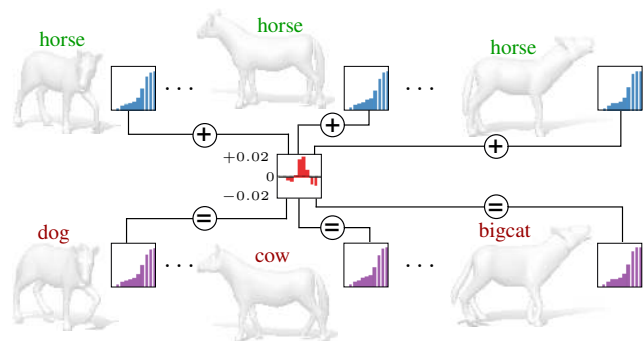 horse
horse
horse
...
...
+
+
+
+0.02
0
−0.02
=
=
=
dog
cow
bigcat
...
...